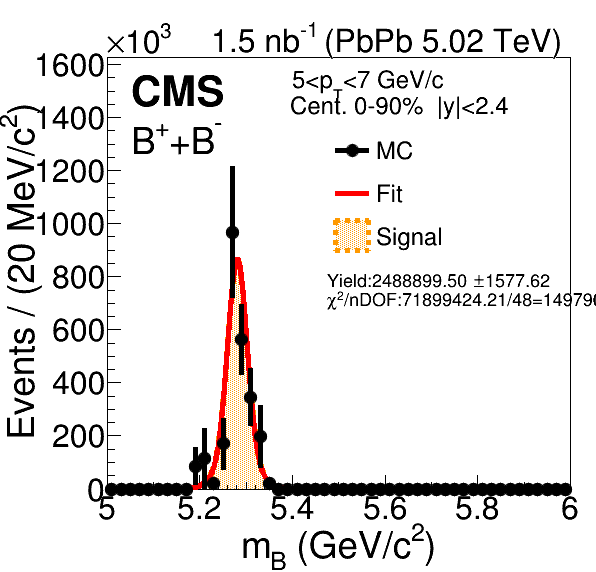 ×10³ 1.5 nb⁻¹ (PbPb 5.02 TeV)
1600
1400
1200
1000
800
600
400
200
0
Events / (20 MeV/c²)
CMS
B⁺+B⁻
5<p_T<7 GeV/c
Cent. 0-90% |y|<2.4
MC
Fit
Signal
Yield:2488899.50 ±1577.62
χ²/nDOF:71899424.21/48=14979
5 5.2 5.4 5.6 5.8 6
m_B (GeV/c²)